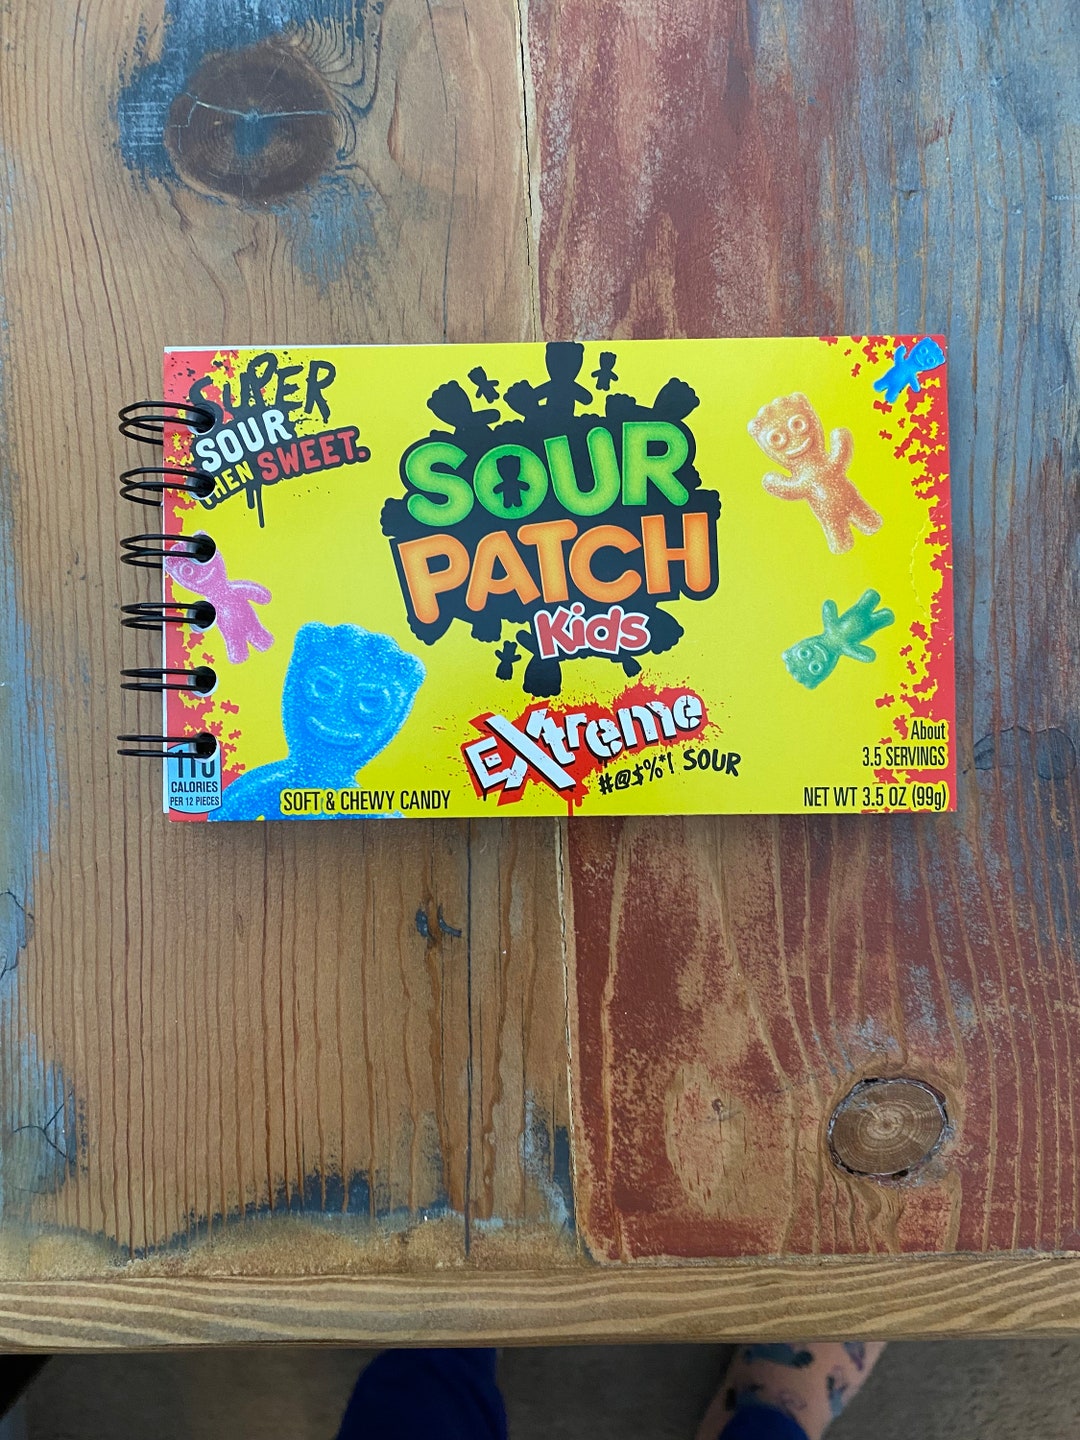 SUPER
SOUR
THEN SWEET.
SOUR
PATCH
Kids
EXtreme
#@$%*! SOUR
About
3.5 SERVINGS
110
CALORIES
PER 12 PIECES
SOFT & CHEWY CANDY
NET WT 3.5 OZ (99g)